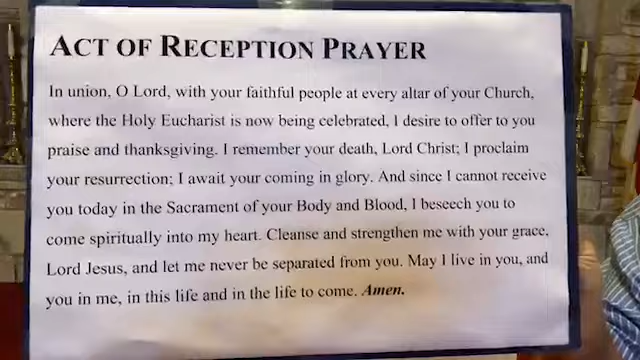 ACT OF RECEPTION PRAYER
In union, O Lord, with your faithful people at every altar of your Church,
where the Holy Eucharist is now being celebrated, I desire to offer to you
praise and thanksgiving. I remember your death, Lord Christ; I proclaim
your resurrection; I await your coming in glory. And since I cannot receive
you today in the Sacrament of your Body and Blood, I beseech you to
come spiritually into my heart. Cleanse and strengthen me with your grace,
Lord Jesus, and let me never be separated from you. May I live in you, and
you in me, in this life and in the life to come. Amen.